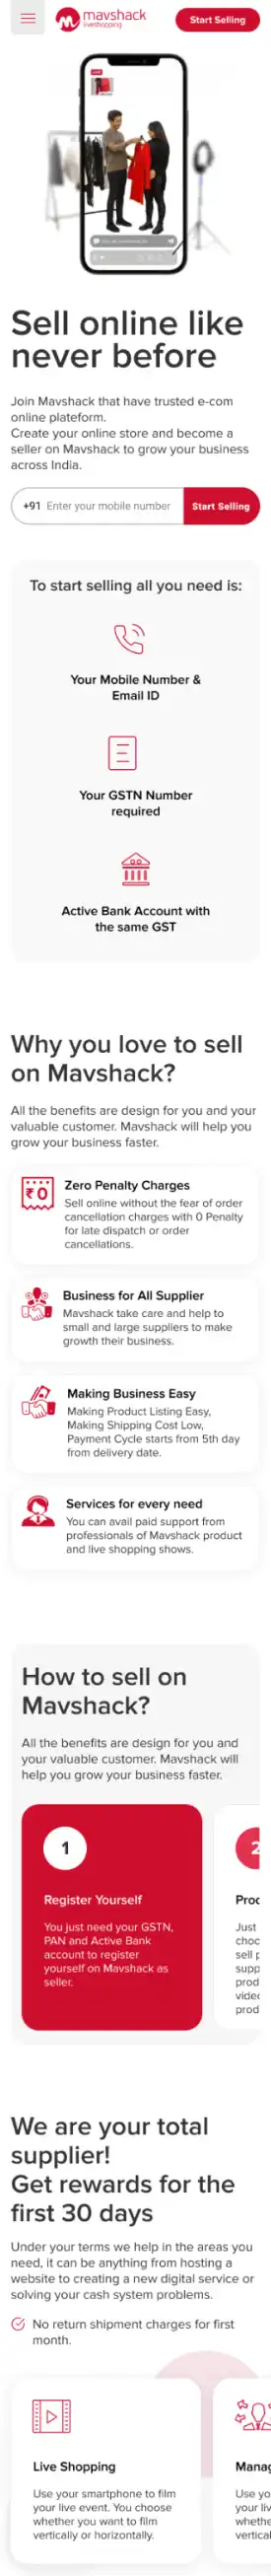 mavshack
liveshopping
Start Selling
LIVE
Sell online like
never before
Join Mavshack that have trusted e-com
online plateform.
Create your online store and become a
seller on Mavshack to grow your business
across India.
+91 Enter your mobile number
Start Selling
To start selling all you need is:
Your Mobile Number &
Email ID
Your GSTN Number
required
Active Bank Account with
the same GST
Why you love to sell
on Mavshack?
All the benefits are design for you and your
valuable customer. Mavshack will help you
grow your business faster.
₹0
Zero Penalty Charges
Sell online without the fear of order
cancellation charges with 0 Penalty
for late dispatch or order
cancellations.
Business for All Supplier
Mavshack take care and help to
small and large suppliers to make
growth their business.
Making Business Easy
Making Product Listing Easy,
Making Shipping Cost Low,
Payment Cycle starts from 5th day
from delivery date.
Services for every need
You can avail paid support from
professionals of Mavshack product
and live shopping shows.
How to sell on
Mavshack?
All the benefits are design for you and
your valuable customer. Mavshack will
help you grow your business faster.
1
Register Yourself
You just need your GSTN,
PAN and Active Bank
account to register
yourself on Mavshack as
seller.
2
Proc
Just
choc
sell p
supp
prod
videc
prod
We are your total
supplier!
Get rewards for the
first 30 days
Under your terms we help in the areas you
need, it can be anything from hosting a
website to creating a new digital service or
solving your cash system problems.
No return shipment charges for first
month.
Live Shopping
Use your smartphone to film
your live event. You choose
whether you want to film
vertically or horizontally.
Manag
Use yo
your liv
whethe
vertical